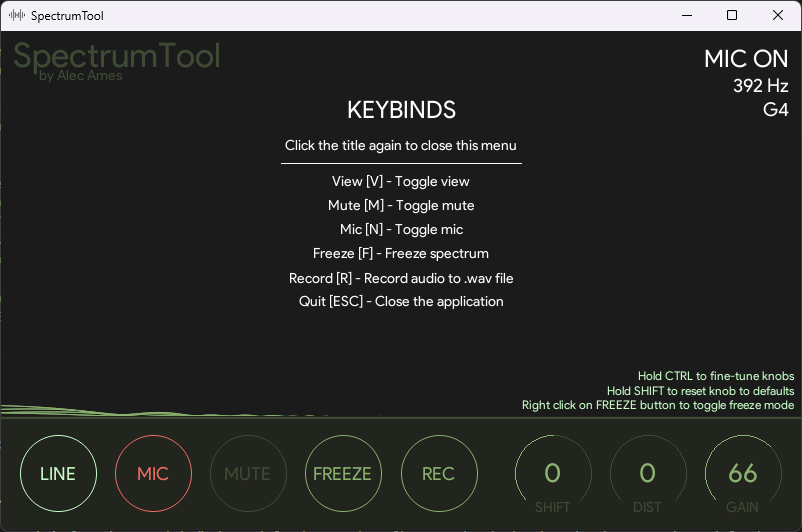 SpectrumTool
SpectrumTool
by Alec Ames
MIC ON
392 Hz
G4
KEYBINDS
Click the title again to close this menu
View [V] - Toggle view
Mute [M] - Toggle mute
Mic [N] - Toggle mic
Freeze [F] - Freeze spectrum
Record [R] - Record audio to .wav file
Quit [ESC] - Close the application
Hold CTRL to fine-tune knobs
Hold SHIFT to reset knob to defaults
Right click on FREEZE button to toggle freeze mode
LINE MIC MUTE FREEZE REC 0 0 66
SHIFT DIST GAIN